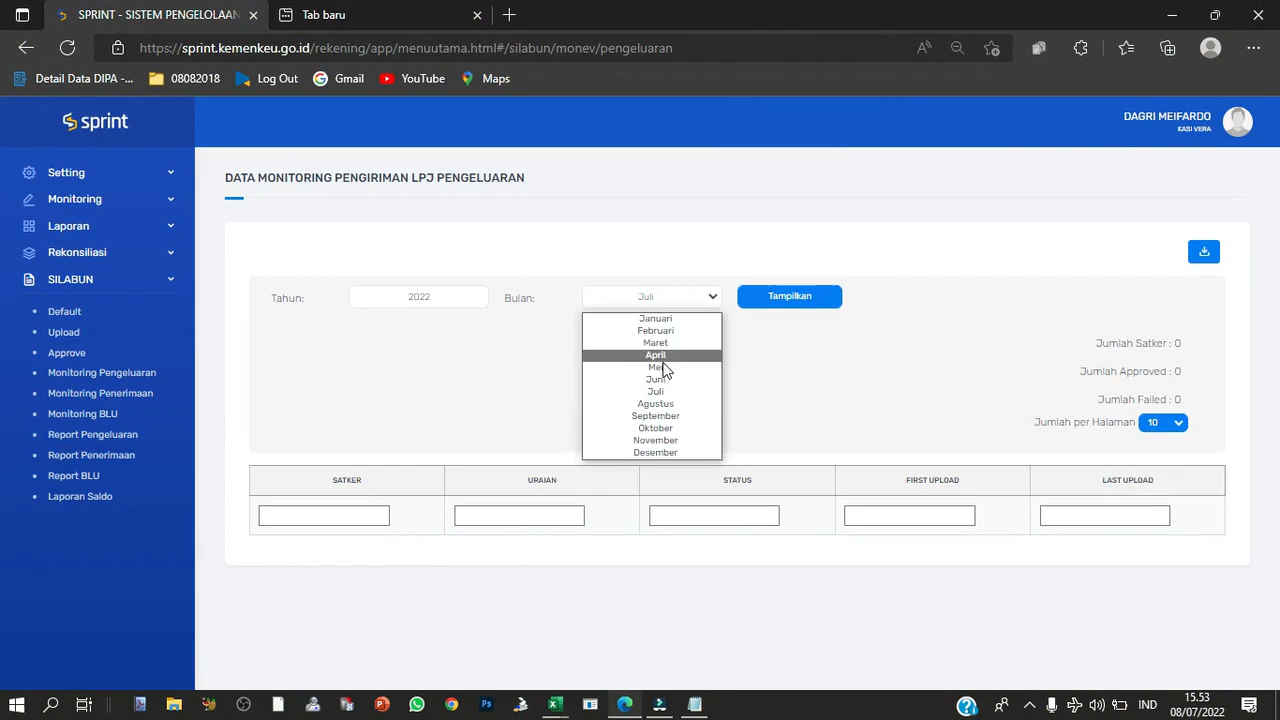 SPRINT - SISTEM PENGELOLAAN
Tab baru
https://sprint.kemenkeu.go.id/rekening/app/menuutama.html#/silabun/monev/pengeluaran
Detail Data DIPA -...
08082018
Log Out
Gmail
YouTube
Maps
sprint
DAGRI MEIFARDO
KASI VERA
Setting
Monitoring
Laporan
Rekonsiliasi
SILABUN
Default
Upload
Approve
Monitoring Pengeluaran
Monitoring Penerimaan
Monitoring BLU
Report Pengeluaran
Report Penerimaan
Report BLU
Laporan Saldo
DATA MONITORING PENGIRIMAN LPJ PENGELUARAN
Tahun:
2022
Bulan:
Juli
Tampilkan
Januari
Februari
Maret
April
Mei
Juni
Juli
Agustus
September
Oktober
November
Desember
Jumlah Satker : 0
Jumlah Approved : 0
Jumlah Failed : 0
Jumlah per Halaman
10
SATKER
URAIAN
STATUS
FIRST UPLOAD
LAST UPLOAD
IND
15.53
08/07/2022